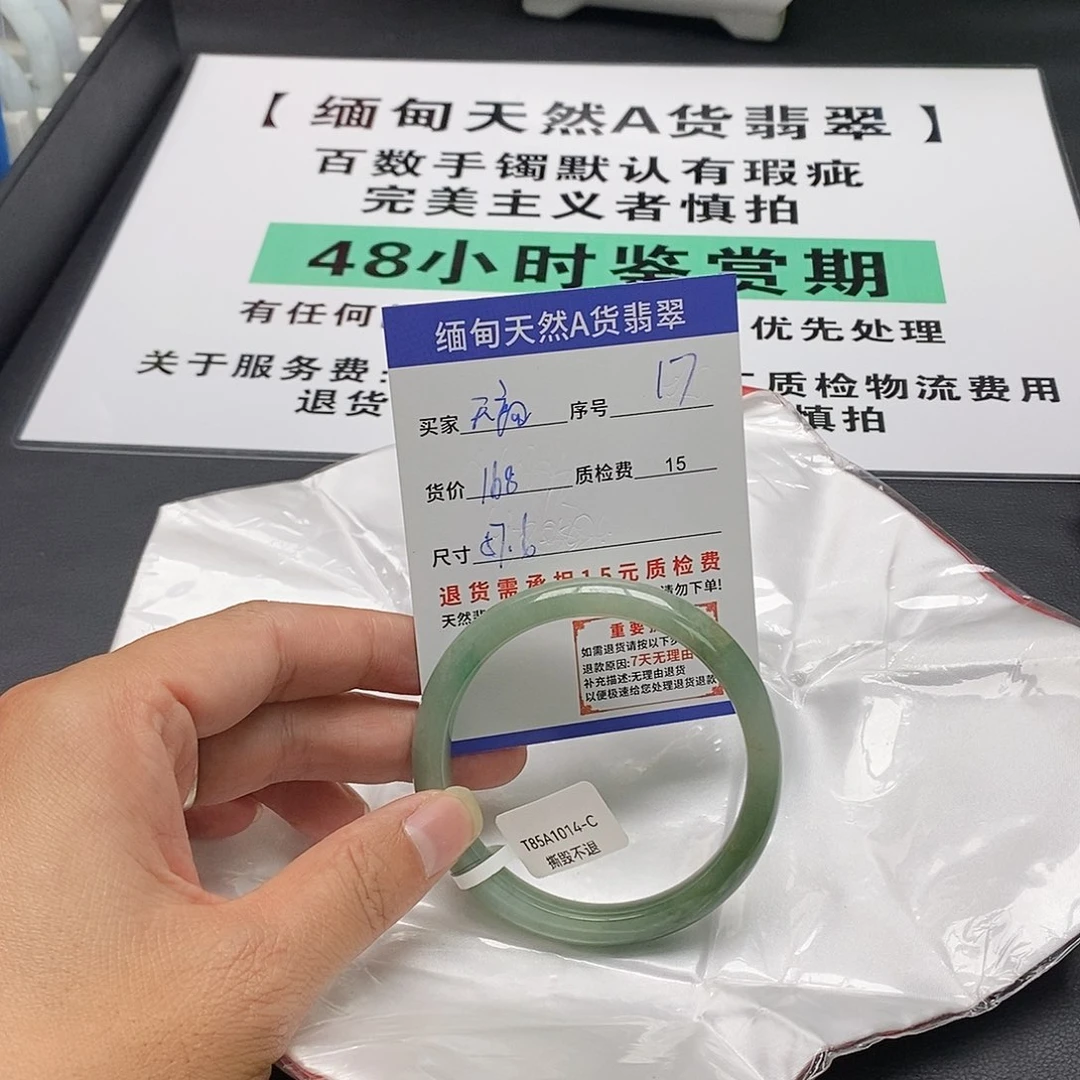 【缅甸天然A货翡翠】
百数手镯默认有瑕疵
完美主义者慎拍
48小时鉴赏期
有任何 优先处理
关于服务费: 质检物流费用
退货 慎拍
缅甸天然A货翡翠
买家 序号 17
货价 168 质检费 15
尺寸 57.6
退货需承担15元质检费
天然翡 请勿下单!
重要
如需退货请按以下
退款原因:7天无理由
补充描述:无理由退货
以便极速给您处理退货退款
T85A1014-C
撕毁不退